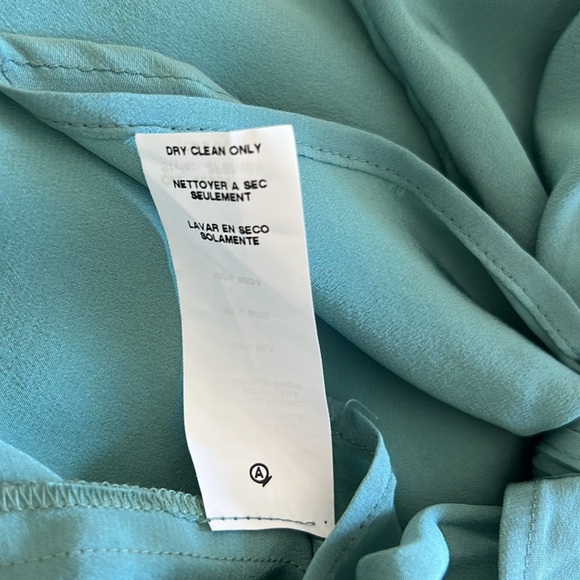 DRY CLEAN ONLY
NETTOYER A SEC
SEULEMENT
LAVAR EN SECO
SOLAMENTE
A